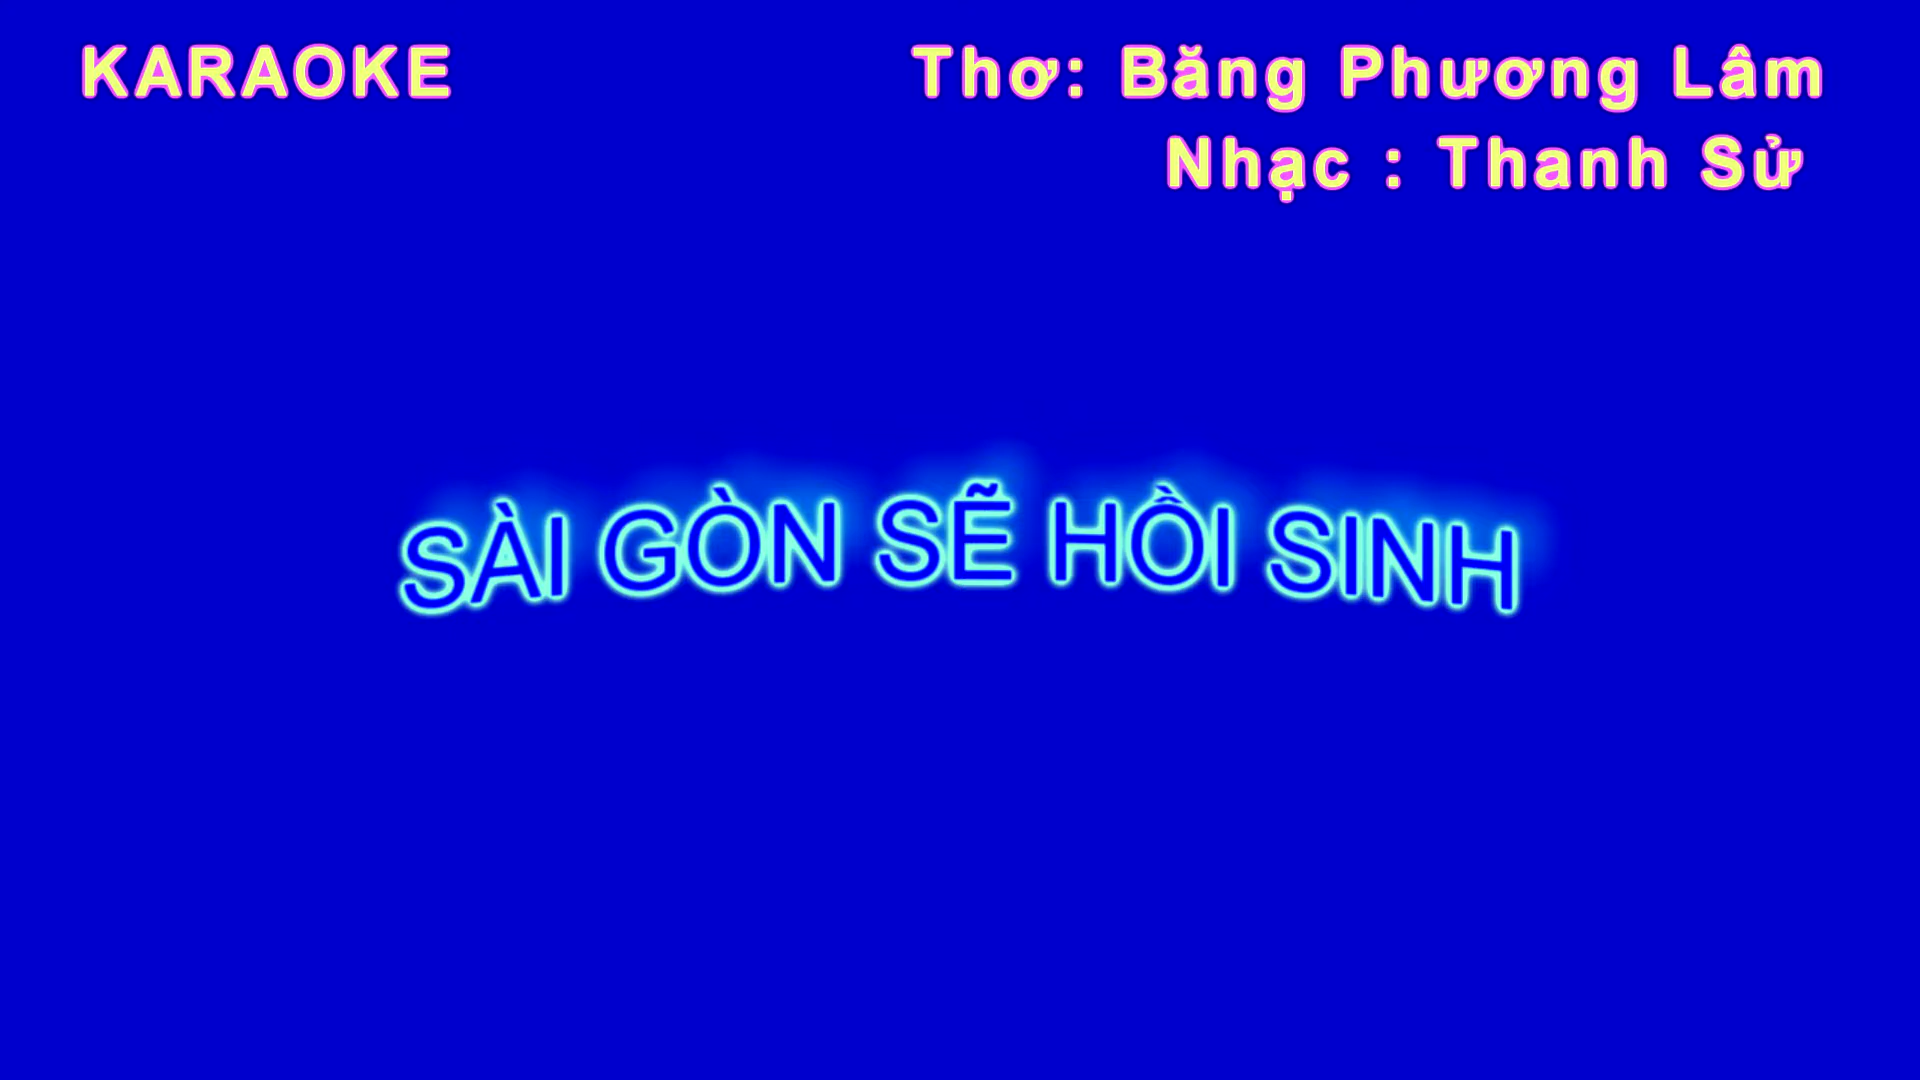 KARAOKE
Thơ: Băng Phương Lâm
Nhạc : Thanh Sử
SÀI GÒN SẼ HỒI SINH